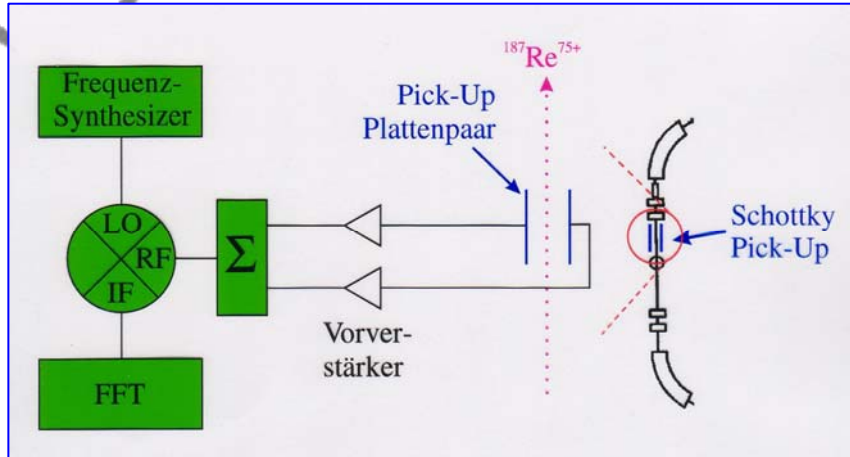 Frequenz-
Synthesizer
LO
RF
IF
FFT
Σ
Vorver-
stärker
Pick-Up
Plattenpaar
¹⁸⁷Re⁷⁵⁺
Schottky
Pick-Up